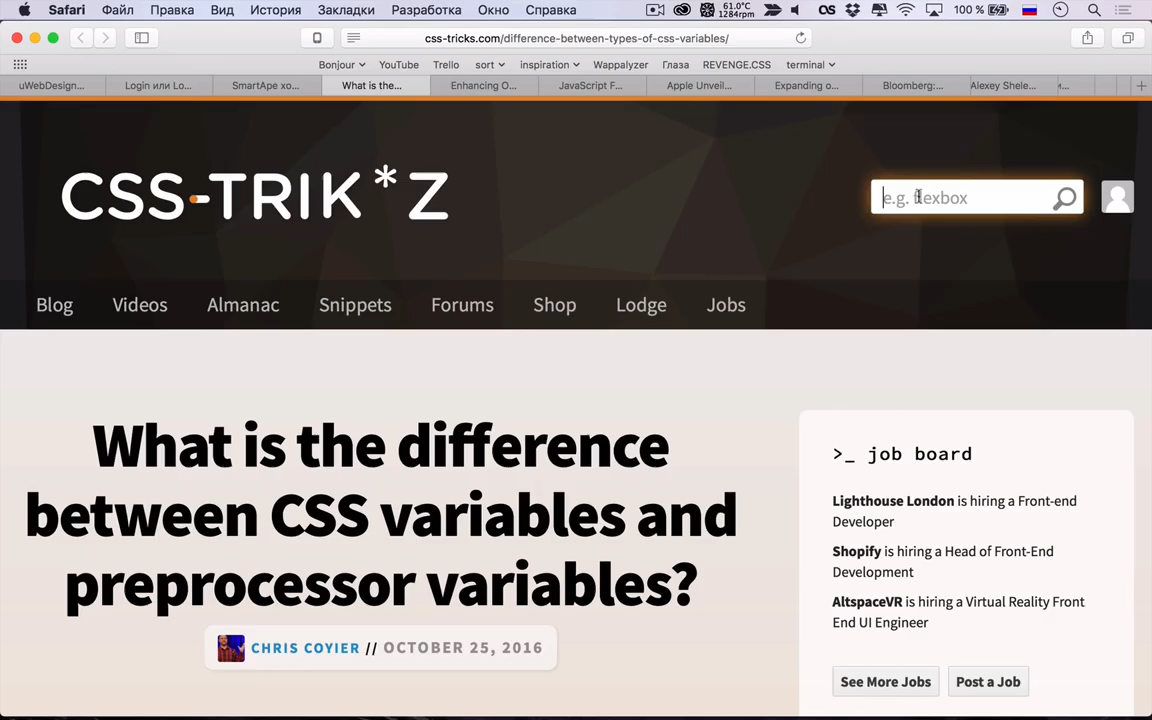 Safari Файл Правка Вид История Закладки Разработка Окно Справка 61.0°C 1284rpm 100 %
css-tricks.com/difference-between-types-of-css-variables/
Bonjour YouTube Trello sort inspiration Wappalyzer Глаза REVENGE.CSS terminal
uWebDesign... Login или Lo... SmartApe хо... What is the... Enhancing O... JavaScript F... Apple Unveil... Expanding o... Bloomberg:... Alexey Shele...
CSS-TRIK*Z
e.g. flexbox
Blog Videos Almanac Snippets Forums Shop Lodge Jobs
What is the difference
between CSS variables and
preprocessor variables?
CHRIS COYIER // OCTOBER 25, 2016
>_ job board
Lighthouse London is hiring a Front-end
Developer
Shopify is hiring a Head of Front-End
Development
AltspaceVR is hiring a Virtual Reality Front
End UI Engineer
See More Jobs Post a Job